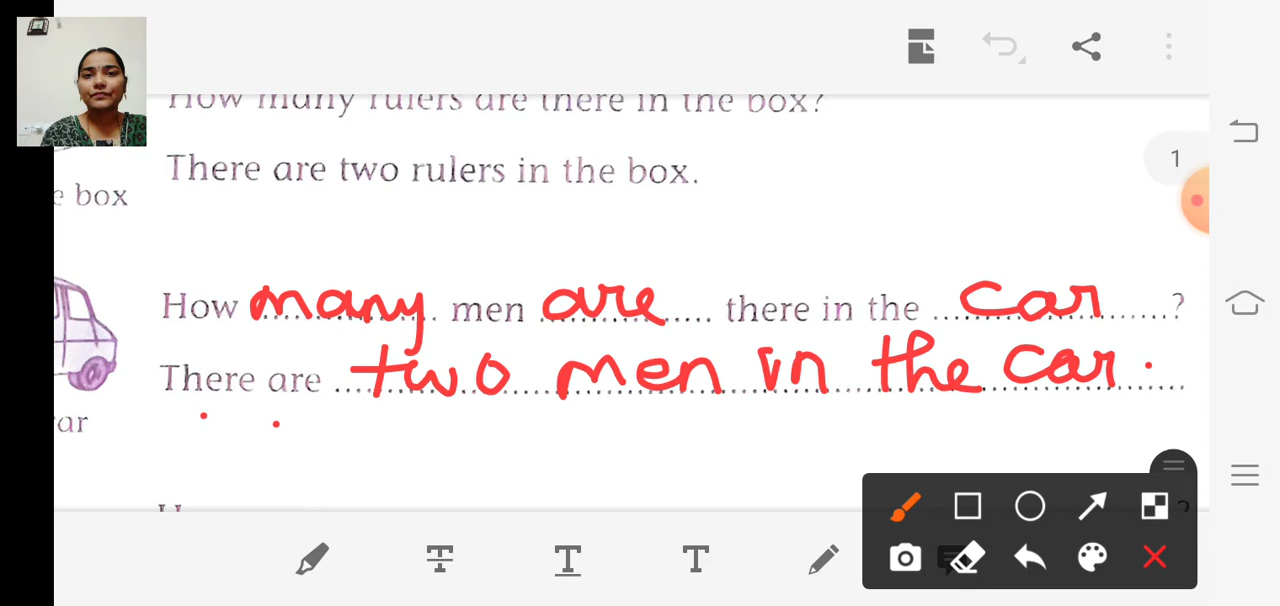 How many rulers are there in the box?
1
There are two rulers in the box.
box
How many men are there in the car ?
There are two men in the car.
ar